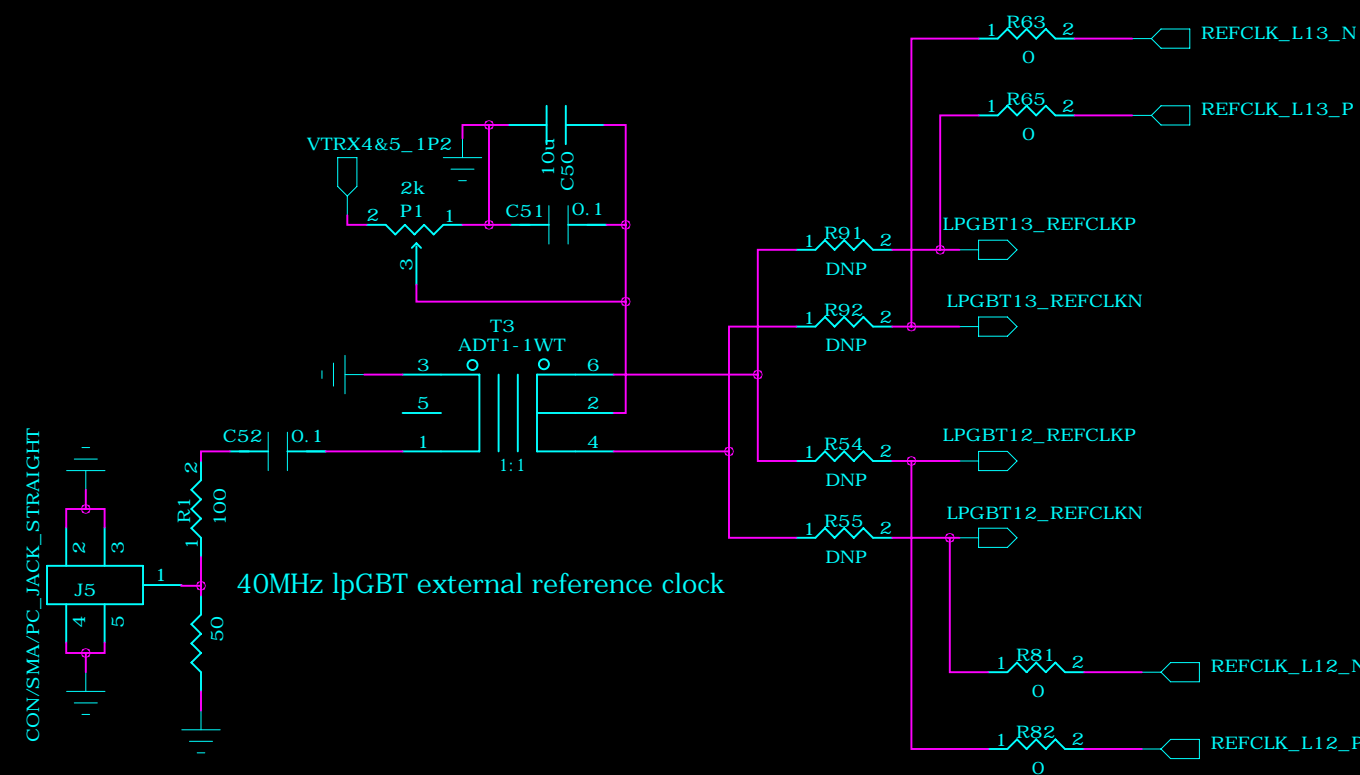 R63
1 2
0
REFCLK_L13_N
R65
1 2
0
REFCLK_L13_P
VTRX4&5_1P2
10u
C50
2k
P1
2 1
3
C51 0.1
LPGBT13_REFCLKP
R91
1 2
DNP
LPGBT13_REFCLKN
R92
1 2
DNP
T3
ADT1-1WT
3 6
5 2
1 4
1:1
C52 0.1
LPGBT12_REFCLKP
R54
1 2
DNP
LPGBT12_REFCLKN
R55
1 2
DNP
CON/SMA/PC_JACK_STRAIGHT
2 3
J5
1
4 5
2
R1
100
1
50
40MHz lpGBT external reference clock
R81
1 2
0
REFCLK_L12_N
R82
1 2
0
REFCLK_L12_P